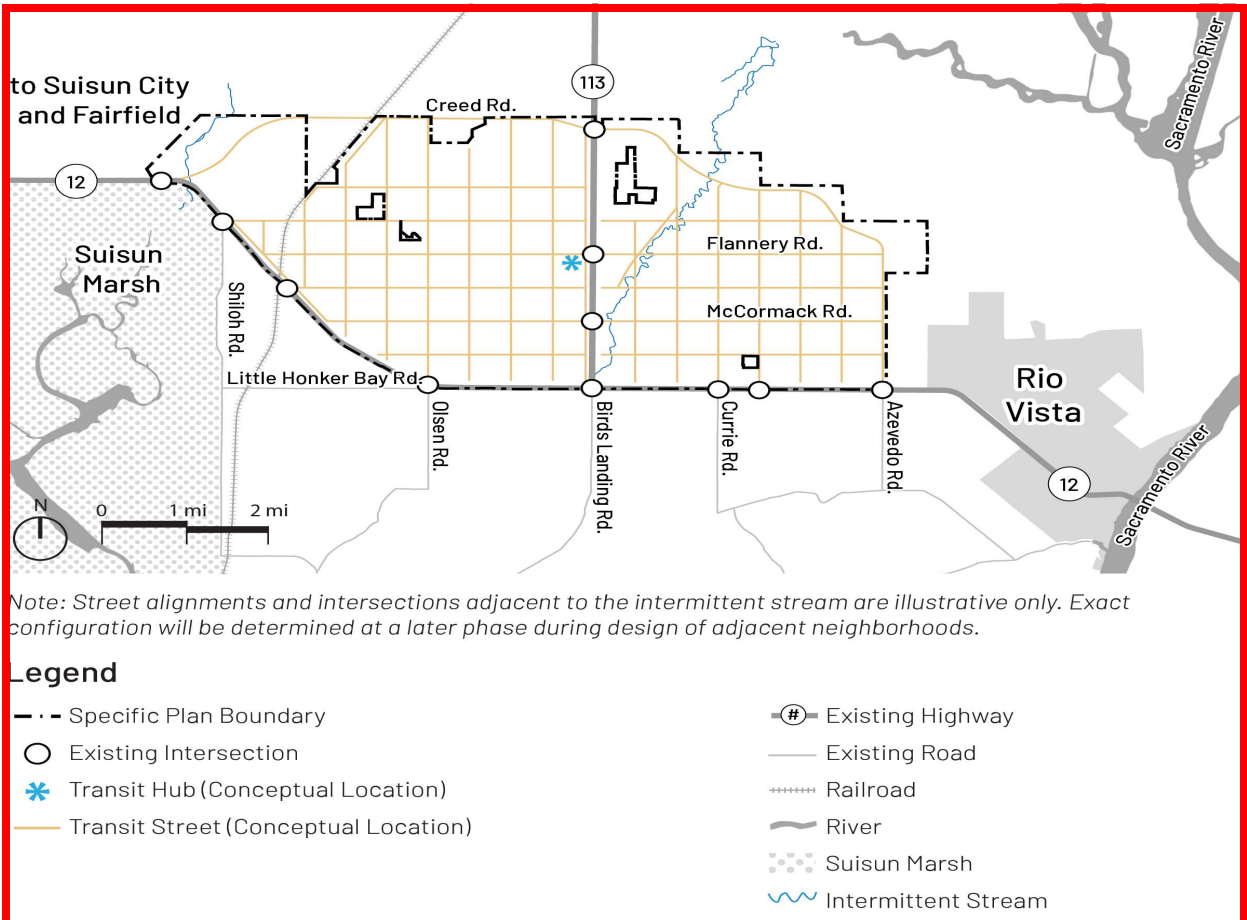 to Suisun City
and Fairfield
113
Creed Rd.
Sacramento River
12
Suisun
Marsh
Flannery Rd.
Shiloh Rd.
McCormack Rd.
Little Honker Bay Rd.
Rio
Vista
Olsen Rd.
Birds Landing Rd.
Currie Rd.
Azevedo Rd.
12
Sacramento River
N
0 1 mi 2 mi
Note: Street alignments and intersections adjacent to the intermittent stream are illustrative only. Exact
configuration will be determined at a later phase during design of adjacent neighborhoods.
Legend
Specific Plan Boundary
Existing Intersection
Transit Hub (Conceptual Location)
Transit Street (Conceptual Location)
# Existing Highway
Existing Road
Railroad
River
Suisun Marsh
Intermittent Stream